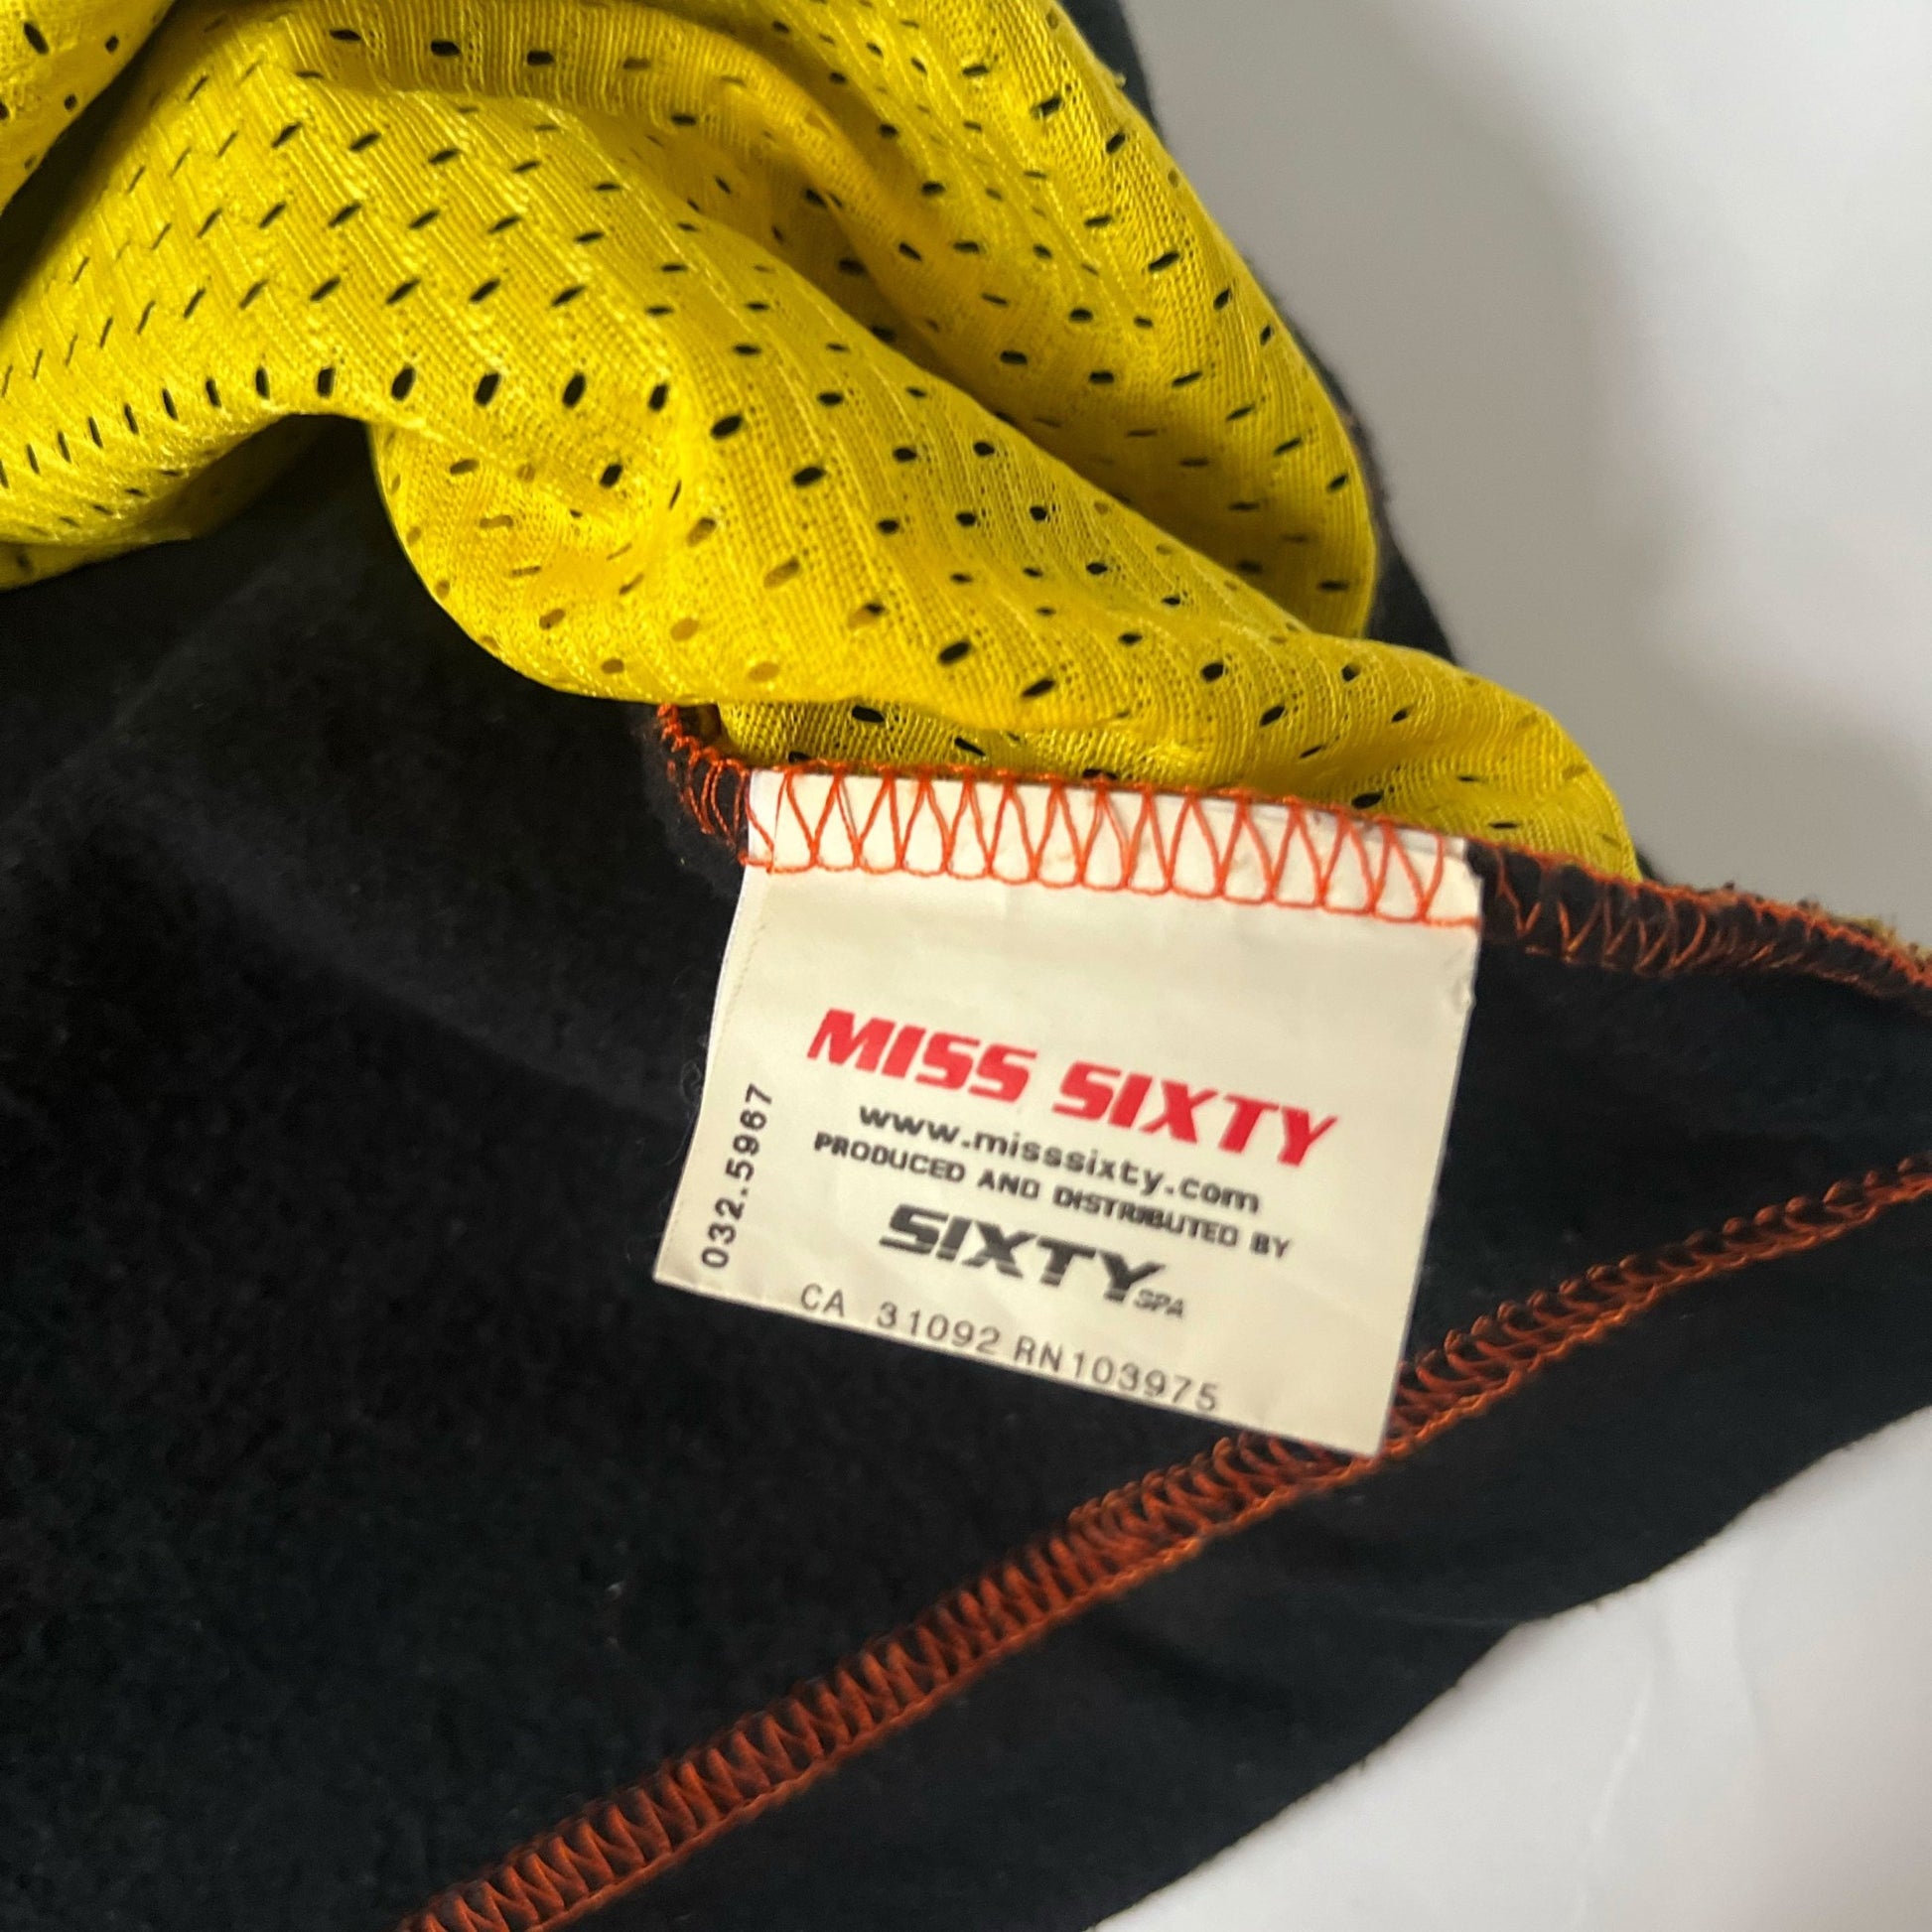 MISS SIXTY
www.misssixty.com
PRODUCED AND DISTRIBUTED BY
SIXTY SPA
CA 31092 RN103975
032.5967